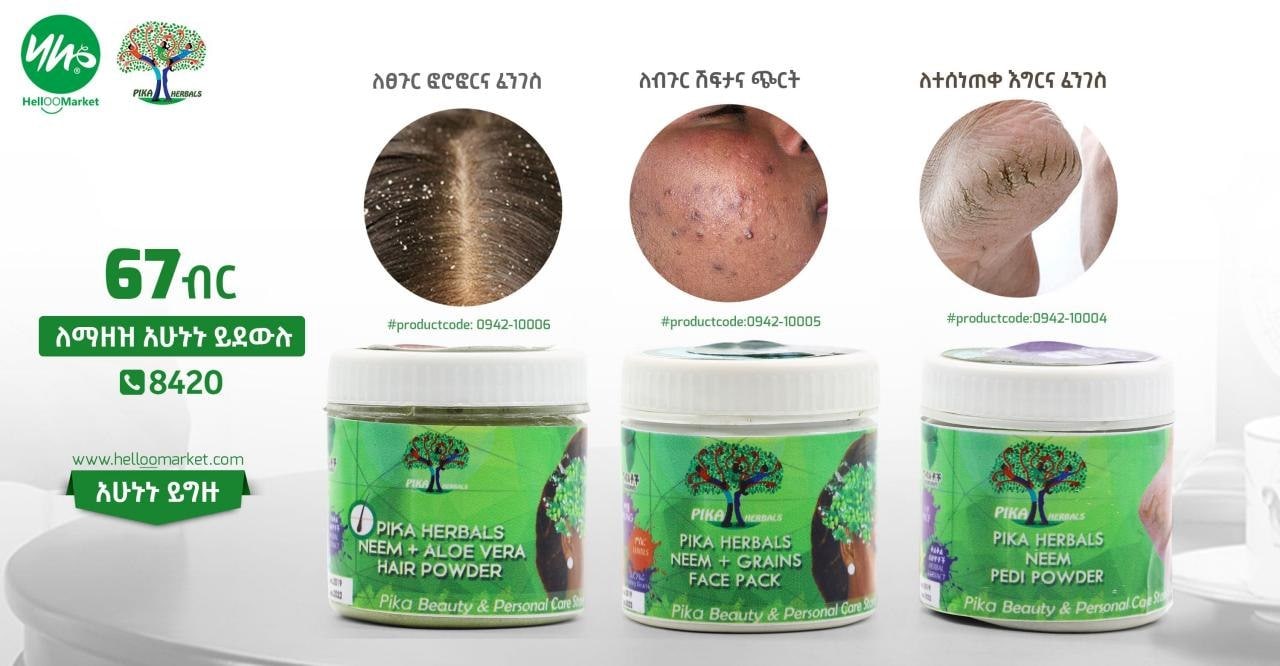 ሃሎ
HellOOMarket
PIKA HERBALS
67ብር
ለማዘዝ አሁኑኑ ይደውሉ
8420
www.helloomarket.com
አሁኑኑ ይግዙ
ለፀጉር ፎሮፎርና ፈንገስ
#productcode: 0942-10006
PIKA HERBALS
PIKA HERBALS
NEEM + ALOE VERA
HAIR POWDER
Pika Beauty & Personal Care
ለብጉር ሽፍታና ጭርት
#productcode:0942-10005
PIKA HERBALS
PIKA HERBALS
NEEM + GRAINS
FACE PACK
Pika Beauty & Personal Care
ለተሰነጠቀ እግርና ፈንገስ
#productcode:0942-10004
PIKA HERBALS
PIKA HERBALS
NEEM
PEDI POWDER
Pika Beauty & Personal Care